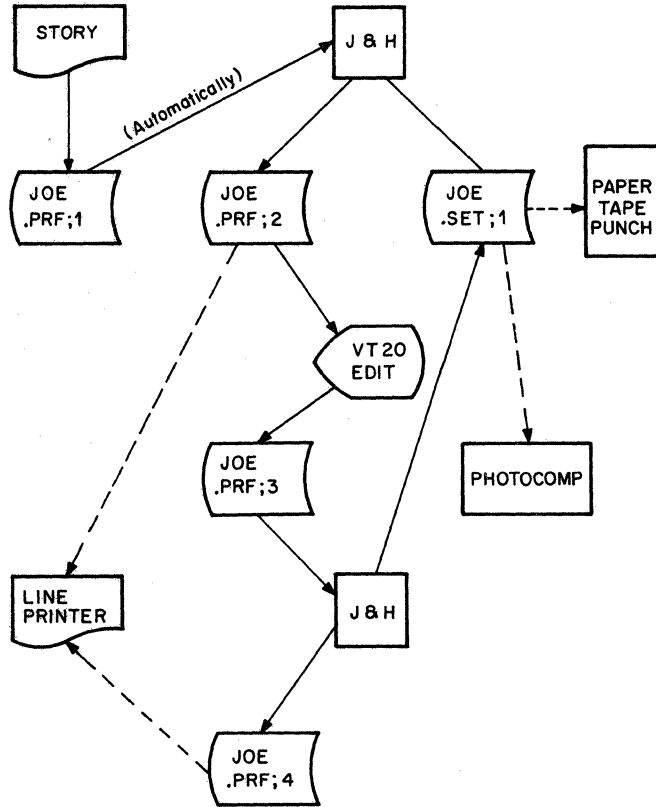 STORY
J & H
(Automatically)
JOE
.PRF;1
JOE
.PRF;2
JOE
.SET;1
PAPER
TAPE
PUNCH
VT20
EDIT
JOE
.PRF;3
PHOTOCOMP
LINE
PRINTER
J & H
JOE
.PRF;4